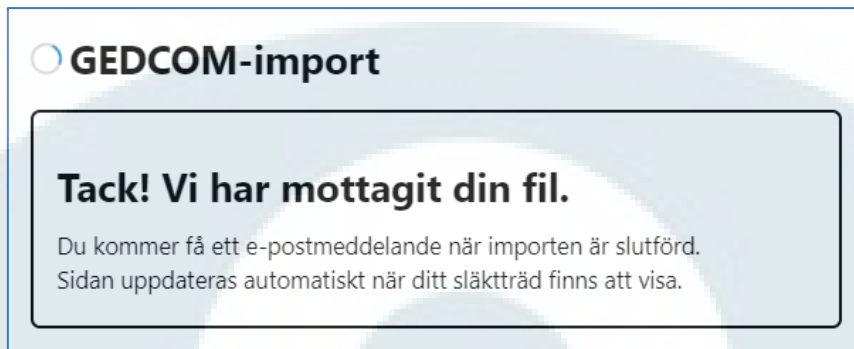 GEDCOM-import
Tack! Vi har mottagit din fil.
Du kommer få ett e-postmeddelande när importen är slutförd.
Sidan uppdateras automatiskt när ditt släktträd finns att visa.